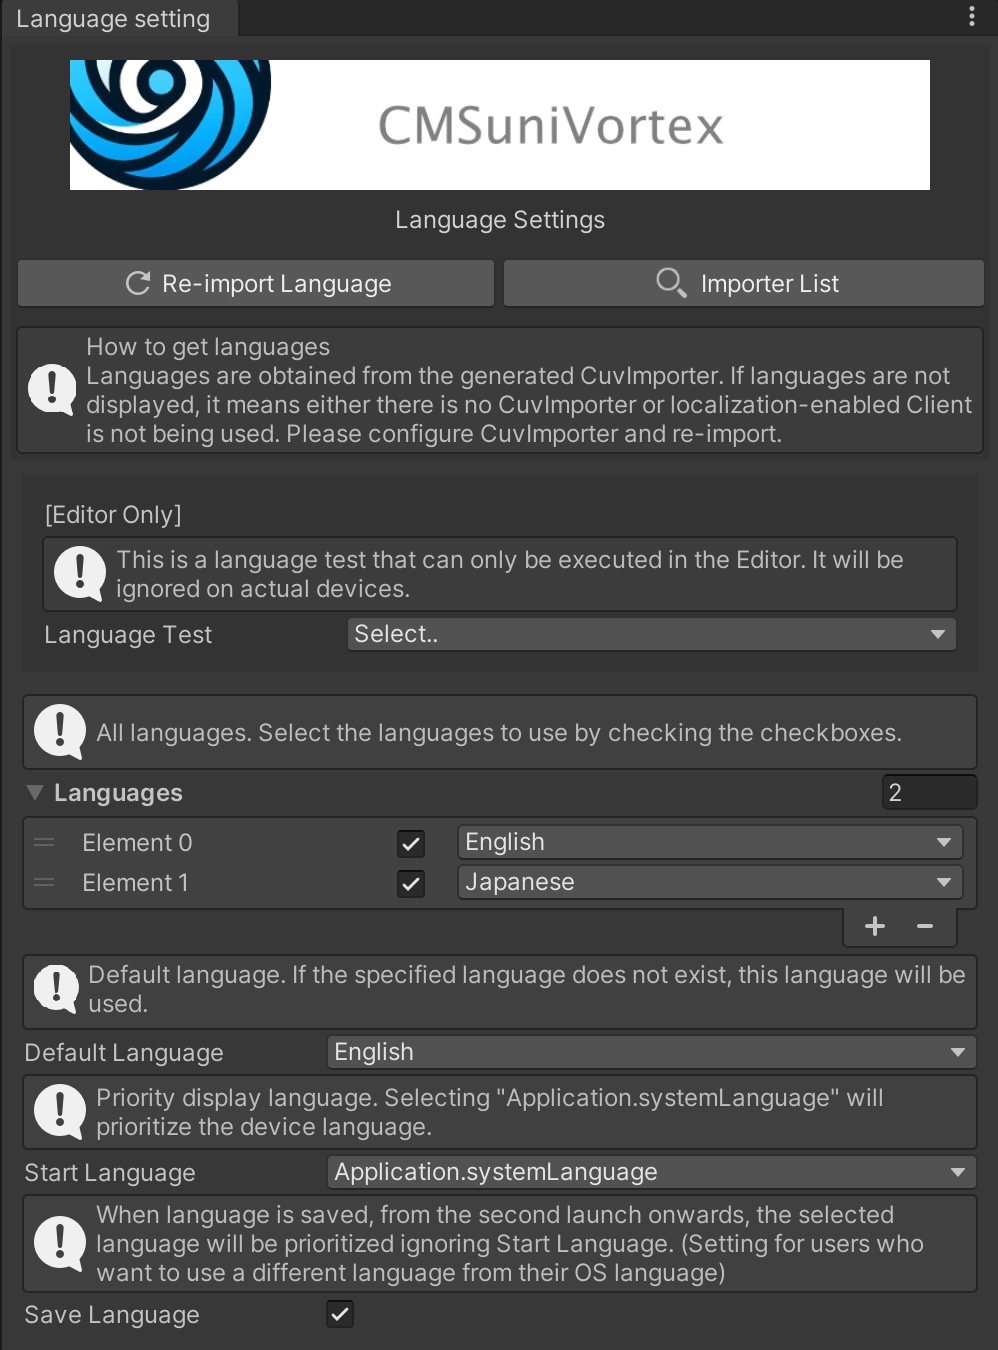 Language setting
CMSuniVortex
Language Settings
Re-import Language
Importer List
How to get languages
Languages are obtained from the generated CuvImporter. If languages are not
displayed, it means either there is no CuvImporter or localization-enabled Client
is not being used. Please configure CuvImporter and re-import.
[Editor Only]
This is a language test that can only be executed in the Editor. It will be
ignored on actual devices.
Language Test
Select..
All languages. Select the languages to use by checking the checkboxes.
Languages
2
Element 0
English
Element 1
Japanese
Default language. If the specified language does not exist, this language will be
used.
Default Language
English
Priority display language. Selecting "Application.systemLanguage" will
prioritize the device language.
Start Language
Application.systemLanguage
When language is saved, from the second launch onwards, the selected
language will be prioritized ignoring Start Language. (Setting for users who
want to use a different language from their OS language)
Save Language